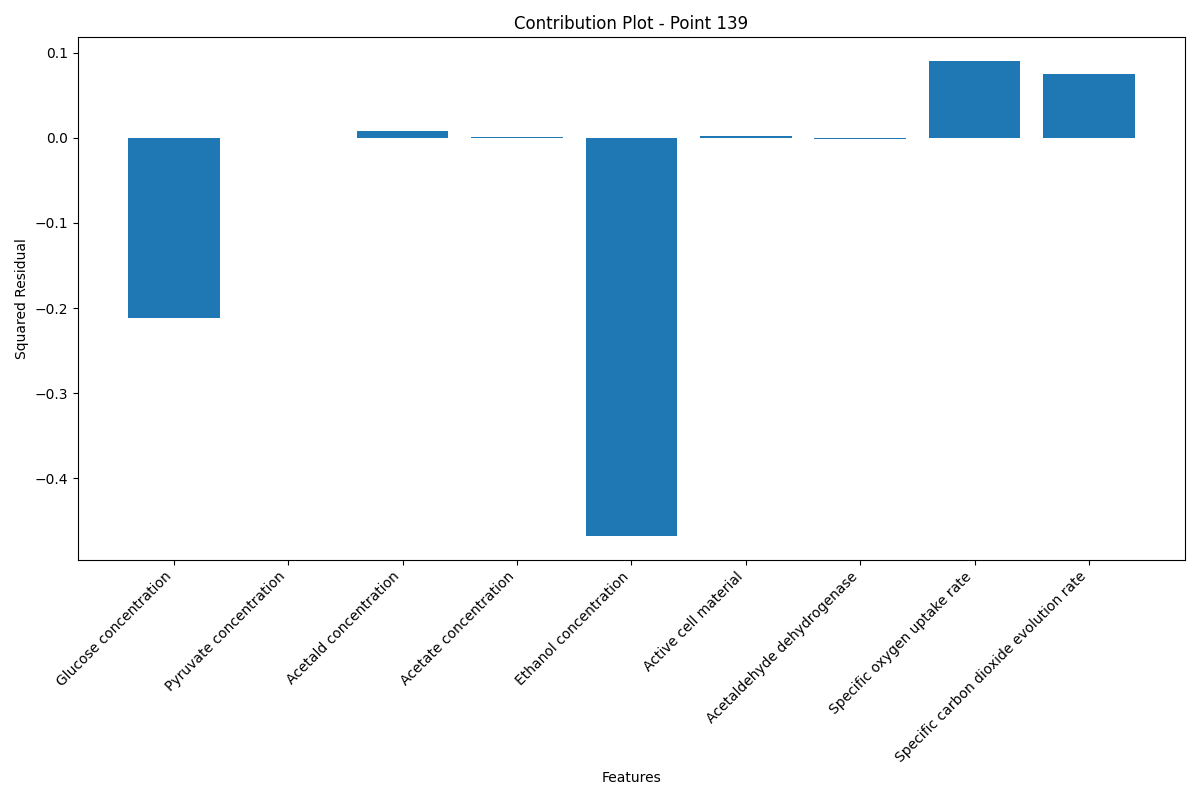 Contribution Plot - Point 139
0.1
0.0
−0.1
−0.2
−0.3
−0.4
Squared Residual
Glucose concentration
Pyruvate concentration
Acetald concentration
Acetate concentration
Ethanol concentration
Active cell material
Acetaldehyde dehydrogenase
Specific oxygen uptake rate
Specific carbon dioxide evolution rate
Features